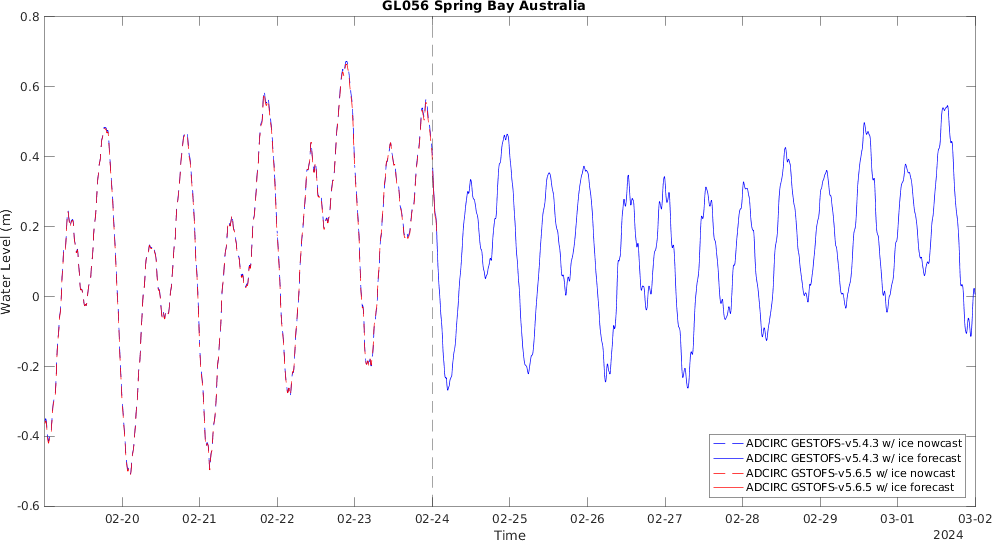 GL056 Spring Bay Australia
Water Level (m)
0.8
0.6
0.4
0.2
0
-0.2
-0.4
-0.6
ADCIRC GESTOFS-v5.4.3 w/ ice nowcast
ADCIRC GESTOFS-v5.4.3 w/ ice forecast
ADCIRC GSTOFS-v5.6.5 w/ ice nowcast
ADCIRC GSTOFS-v5.6.5 w/ ice forecast
02-20 02-21 02-22 02-23 02-24 02-25 02-26 02-27 02-28 02-29 03-01 03-02
Time
2024